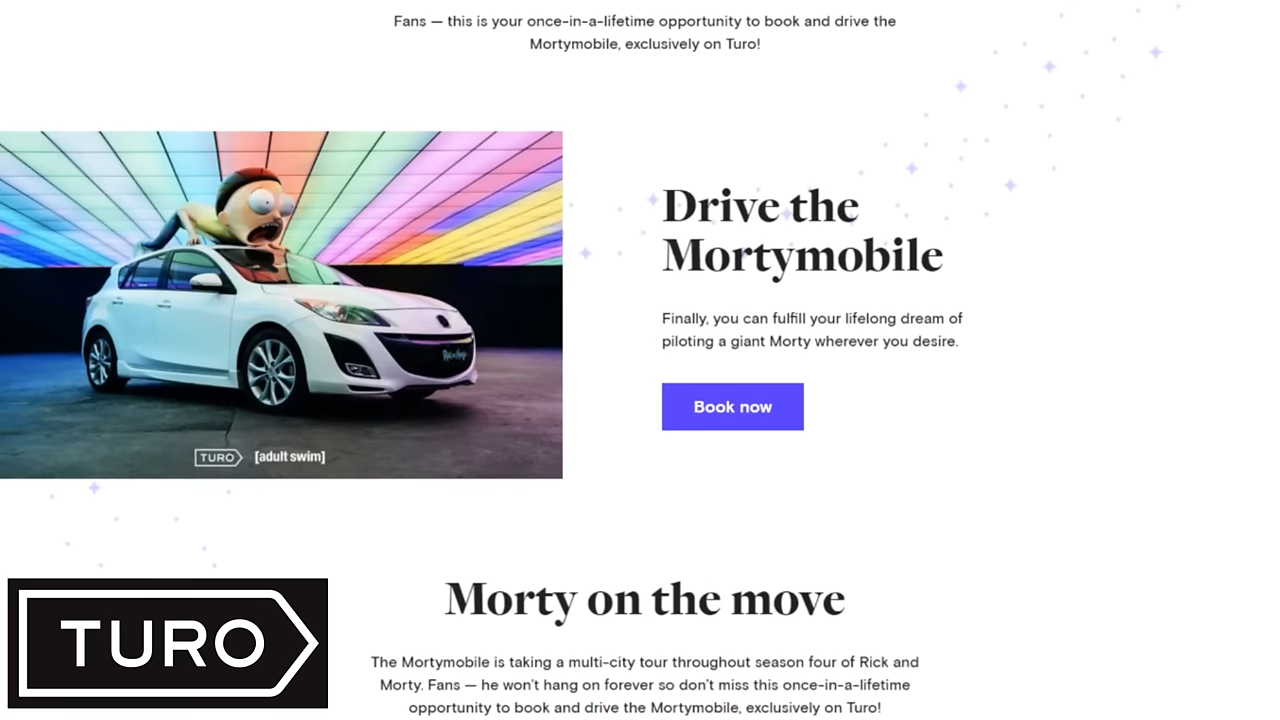 Fans — this is your once-in-a-lifetime opportunity to book and drive the
Mortymobile, exclusively on Turo!
Drive the
Mortymobile
Finally, you can fulfill your lifelong dream of
piloting a giant Morty wherever you desire.
Book now
Rick and Morty
TURO
[adult swim]
Morty on the move
TURO
The Mortymobile is taking a multi-city tour throughout season four of Rick and
Morty. Fans — he won't hang on forever so don't miss this once-in-a-lifetime
opportunity to book and drive the Mortymobile, exclusively on Turo!